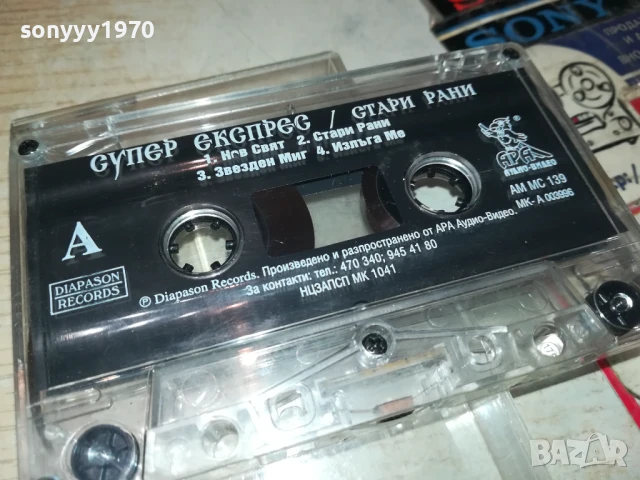 sonyyy1970
SONY
СУПЕР ЕКСПРЕС / СТАРИ РАНИ
1. Нов Свят 2. Стари Рани
3. Звезден Миг 4. Излъга Ме
АРА
АУДИО-ВИДЕО
AM MC 139
МК- А 003996
A
DIAPASON
RECORDS
℗ Diapason Records. Произведено и разпространено от АРА Аудио-Видео.
За контакти: тел.: 470 340; 945 41 80
НЦЗАПСП МК 1041
BAZAR